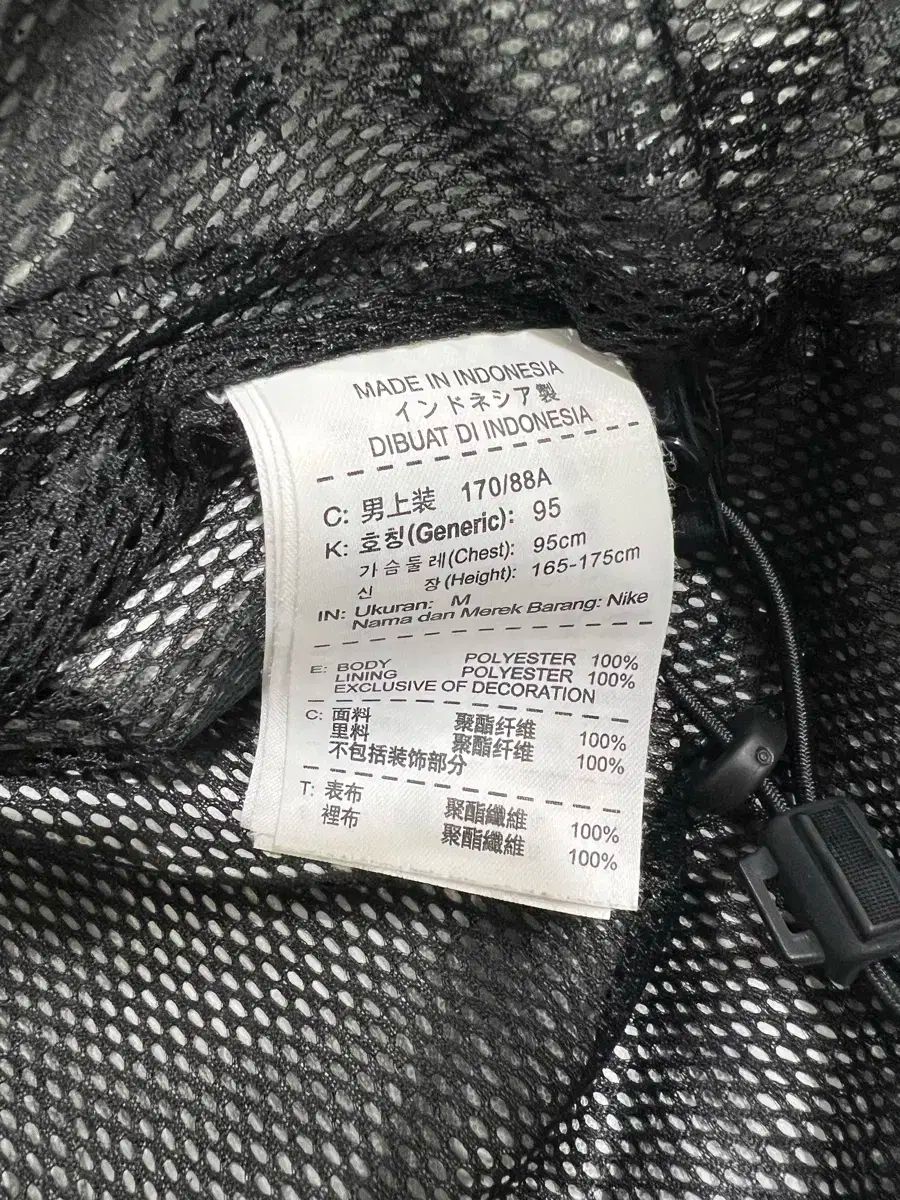 MADE IN INDONESIA
インドネシア製
DIBUAT DI INDONESIA
C: 男上装 170/88A
K: 호칭(Generic): 95
가슴둘레(Chest): 95cm
신 장(Height): 165-175cm
IN: Ukuran: M
Nama dan Merek Barang: Nike
E: BODY POLYESTER 100%
LINING POLYESTER 100%
EXCLUSIVE OF DECORATION
C: 面料 聚酯纤维 100%
里料 聚酯纤维 100%
不包括装饰部分
T: 表布 聚酯纖維 100%
裡布 聚酯纖維 100%